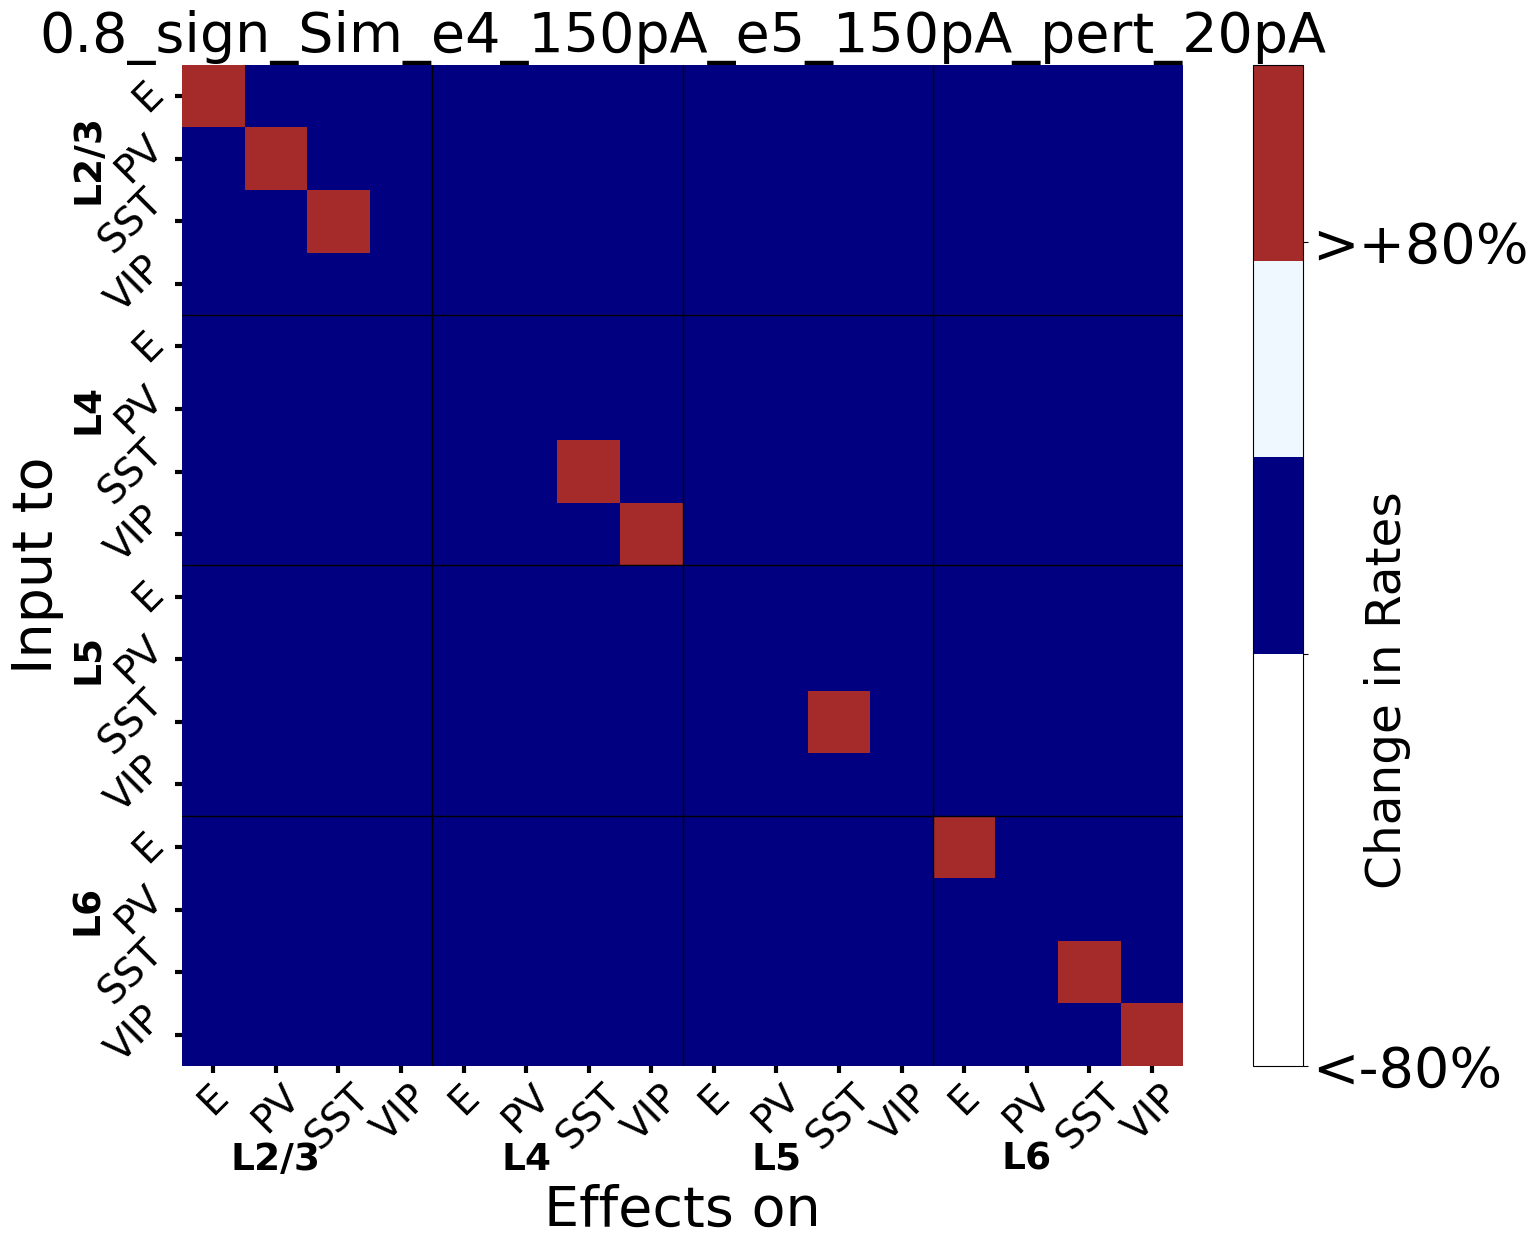 0.8_sign_Sim_e4_150pA_e5_150pA_pert_20pA
Input to
L2/3
E
PV
SST
VIP
L4
E
PV
SST
VIP
L5
E
PV
SST
VIP
L6
E
PV
SST
VIP
E PV SST VIP E PV SST VIP E PV SST VIP E PV SST VIP
L2/3 L4 L5 L6
Effects on
>+80%
<-80%
Change in Rates